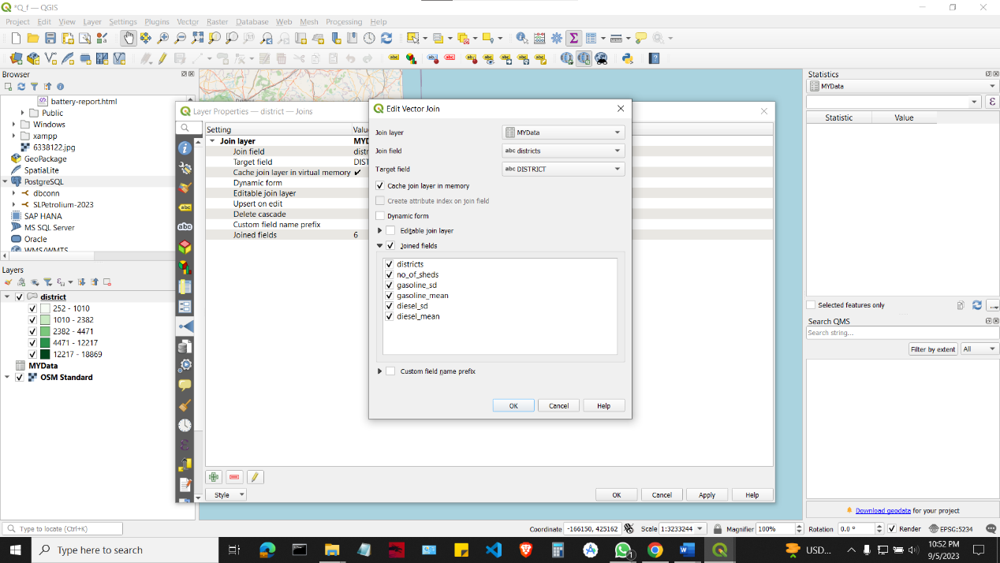 *Q_f — QGIS
Project Edit View Layer Settings Plugins Vector Raster Database Web Mesh Processing Help
Browser
battery-report.html
Public
Windows
xampp
6338122.jpg
GeoPackage
SpatiaLite
PostgreSQL
dbconn
SLPetrolium-2023
SAP HANA
MS SQL Server
Oracle
WMS/WMTS
Layers
district
252 - 1010
1010 - 2382
2382 - 4471
4471 - 12217
12217 - 18869
MYData
OSM Standard
Layer Properties — district — Joins
Setting
Join layer
Join field
Target field
Cache join layer in virtual memory ✔
Dynamic form
Editable join layer
Upsert on edit
Delete cascade
Custom field name prefix
Joined fields 6
Style
OK Cancel Apply Help
Edit Vector Join
Join layer MYData
Join field abc districts
Target field abc DISTRICT
Cache join layer in memory
Create attribute index on join field
Dynamic form
Editable join layer
Joined fields
districts
no_of_sheds
gasoline_sd
gasoline_mean
diesel_sd
diesel_mean
Custom field name prefix
OK Cancel Help
Statistics
MYData
Statistic Value
Selected features only
Search QMS
Search string...
Filter by extent All
Download geodata for your project
Type to locate (Ctrl+K)
Coordinate -166150, 425162 Scale 1:3233244 Magnifier 100% Rotation 0.0 ° Render EPSG:5234
Type here to search
USD...
10:52 PM
9/5/2023